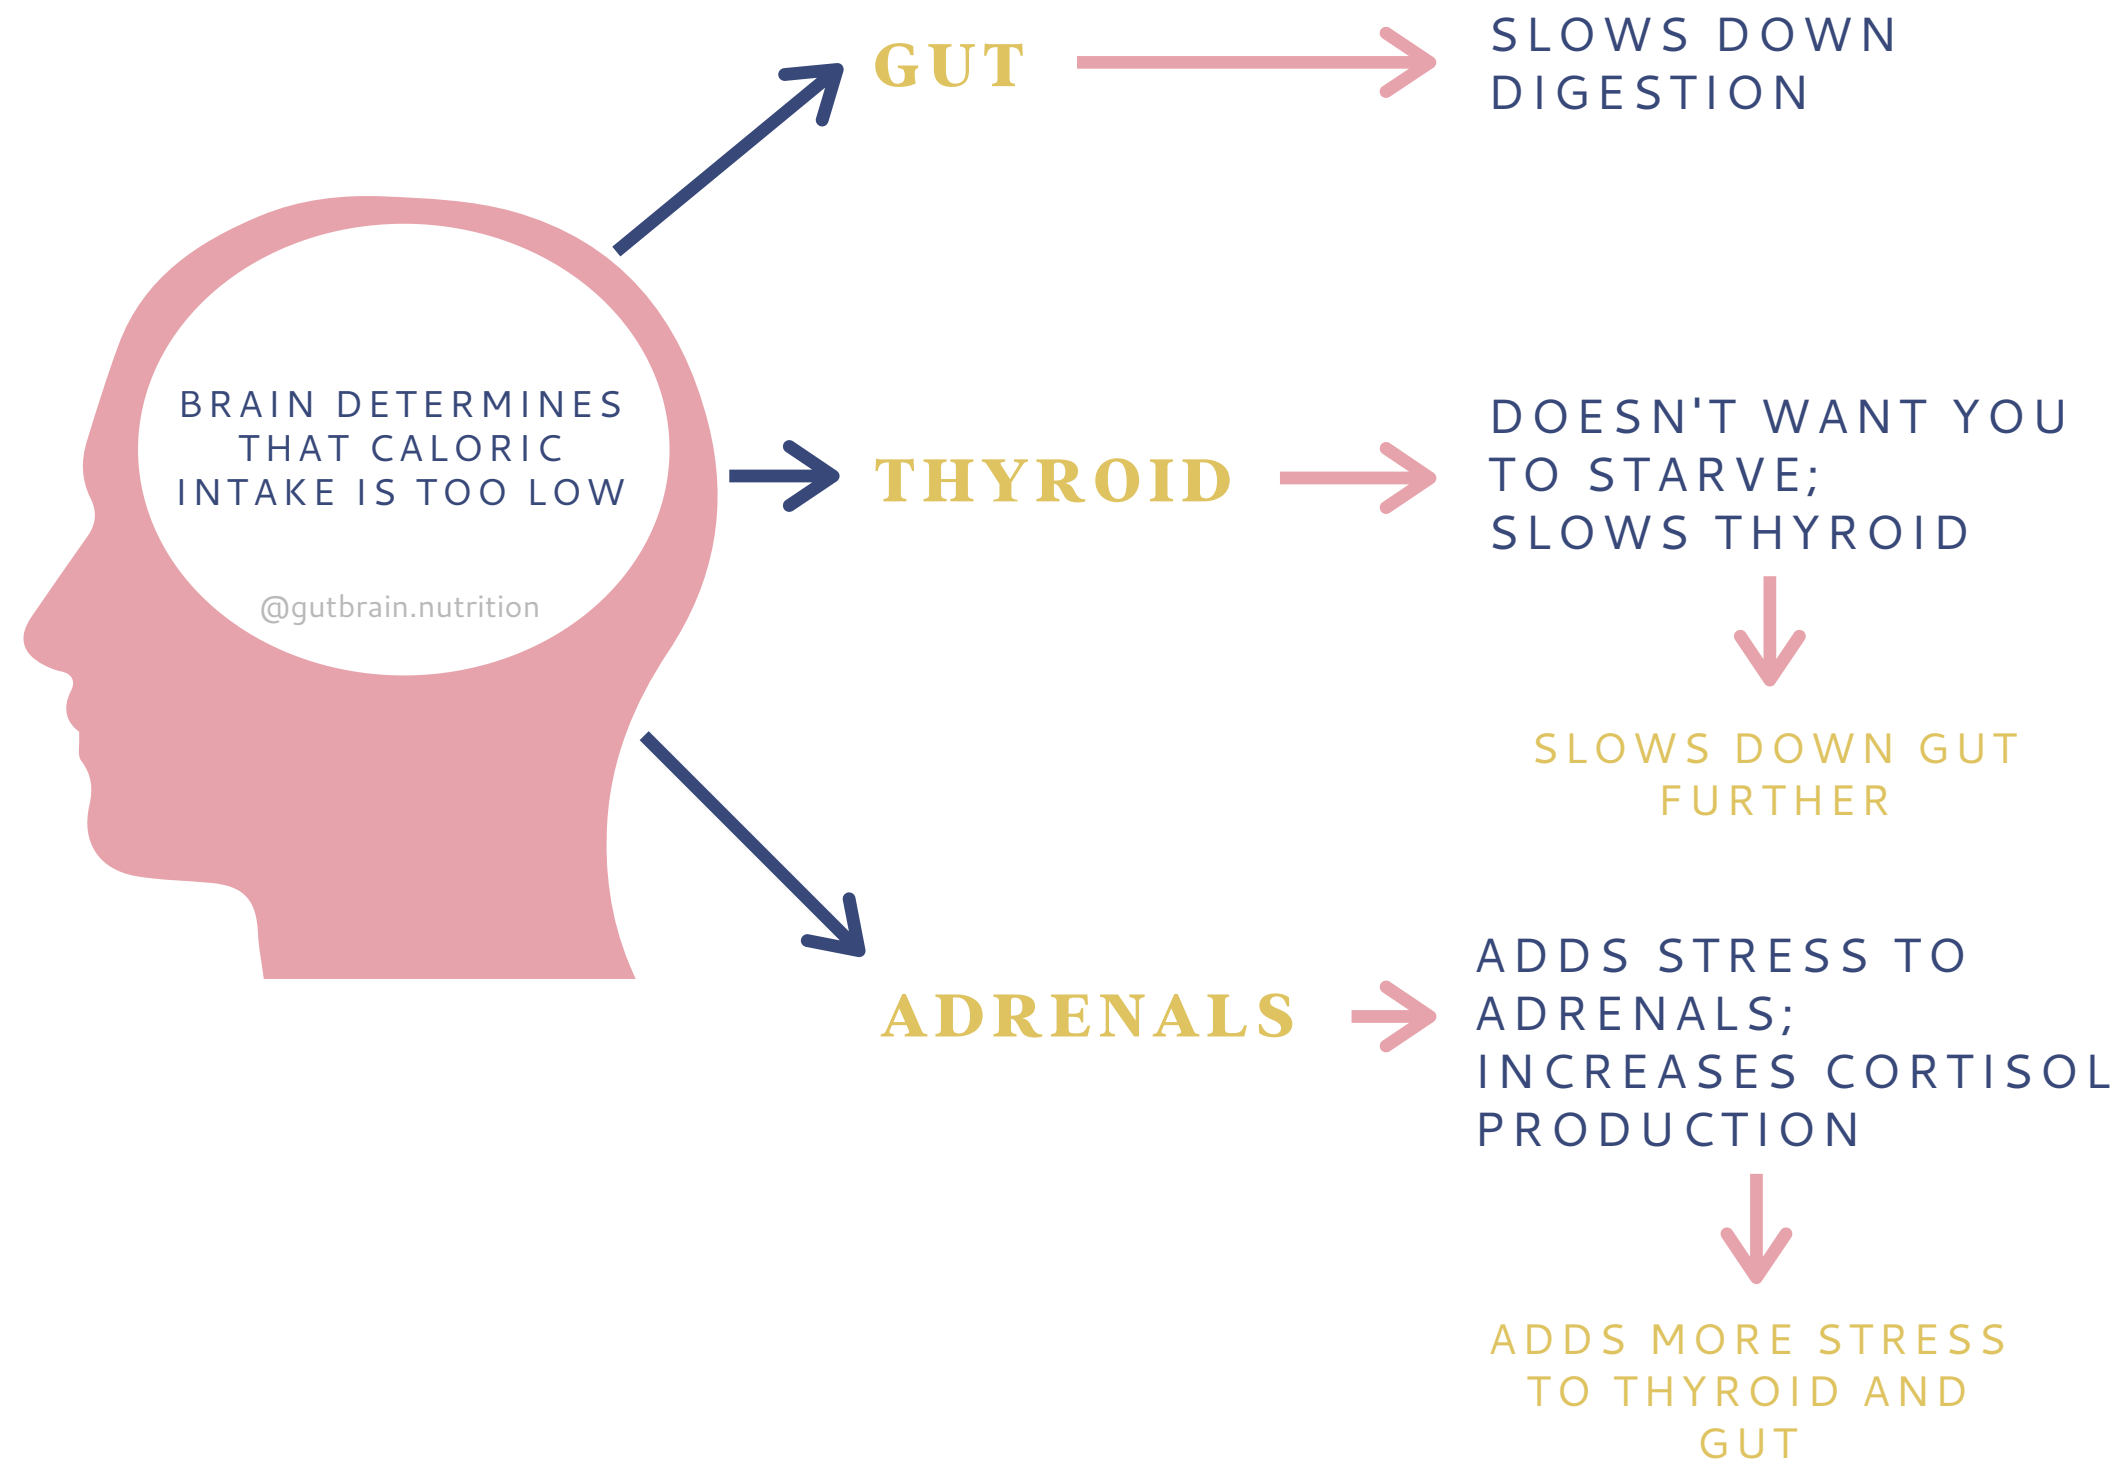 GUT
SLOWS DOWN
DIGESTION
BRAIN DETERMINES
THAT CALORIC
INTAKE IS TOO LOW
@gutbrain.nutrition
THYROID
DOESN'T WANT YOU
TO STARVE;
SLOWS THYROID
SLOWS DOWN GUT
FURTHER
ADRENALS
ADDS STRESS TO
ADRENALS;
INCREASES CORTISOL
PRODUCTION
ADDS MORE STRESS
TO THYROID AND
GUT